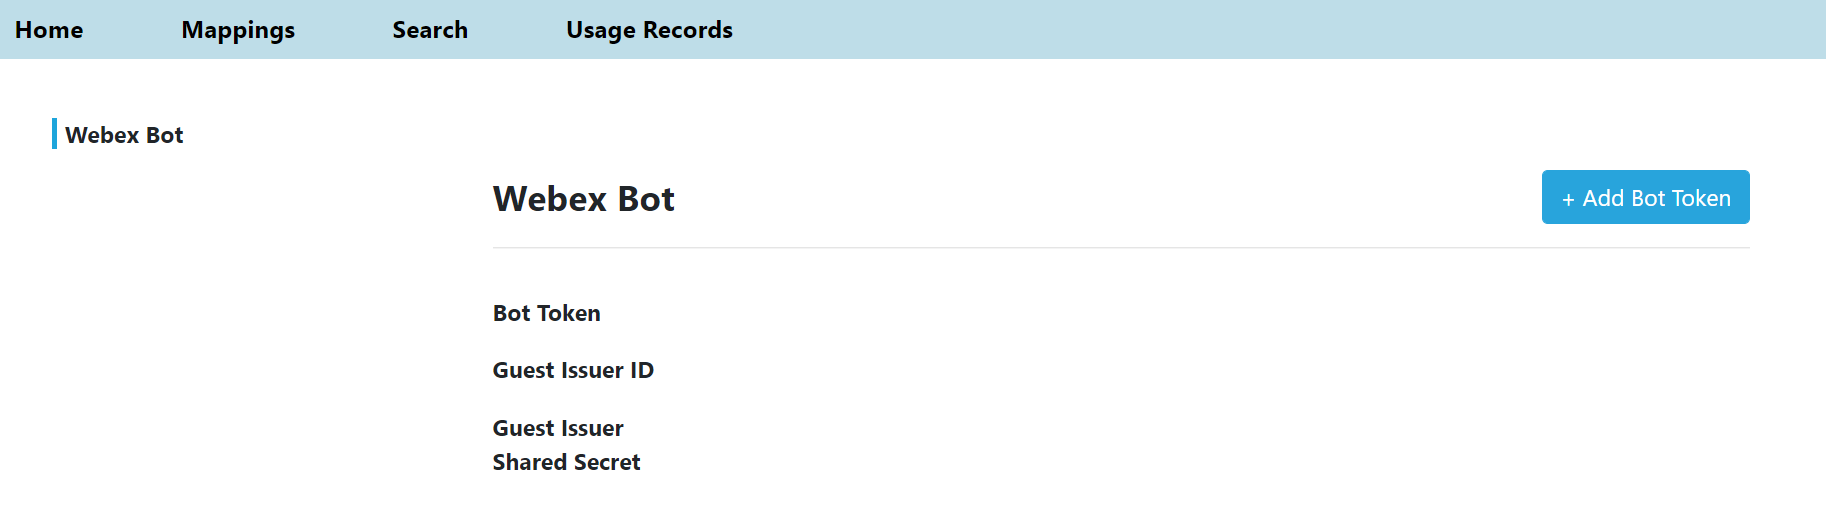 Home Mappings Search Usage Records
Webex Bot
Webex Bot
+ Add Bot Token
Bot Token
Guest Issuer ID
Guest Issuer
Shared Secret